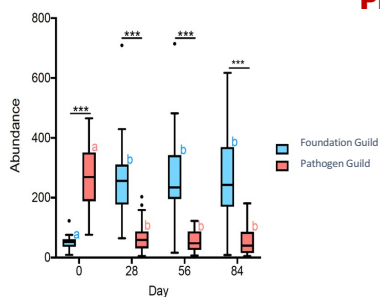 P
800
600
400
200
0
Abundance
***
***
***
***
a
a
b
b
b
b
b
b
0
28
56
84
Day
Foundation Guild
Pathogen Guild